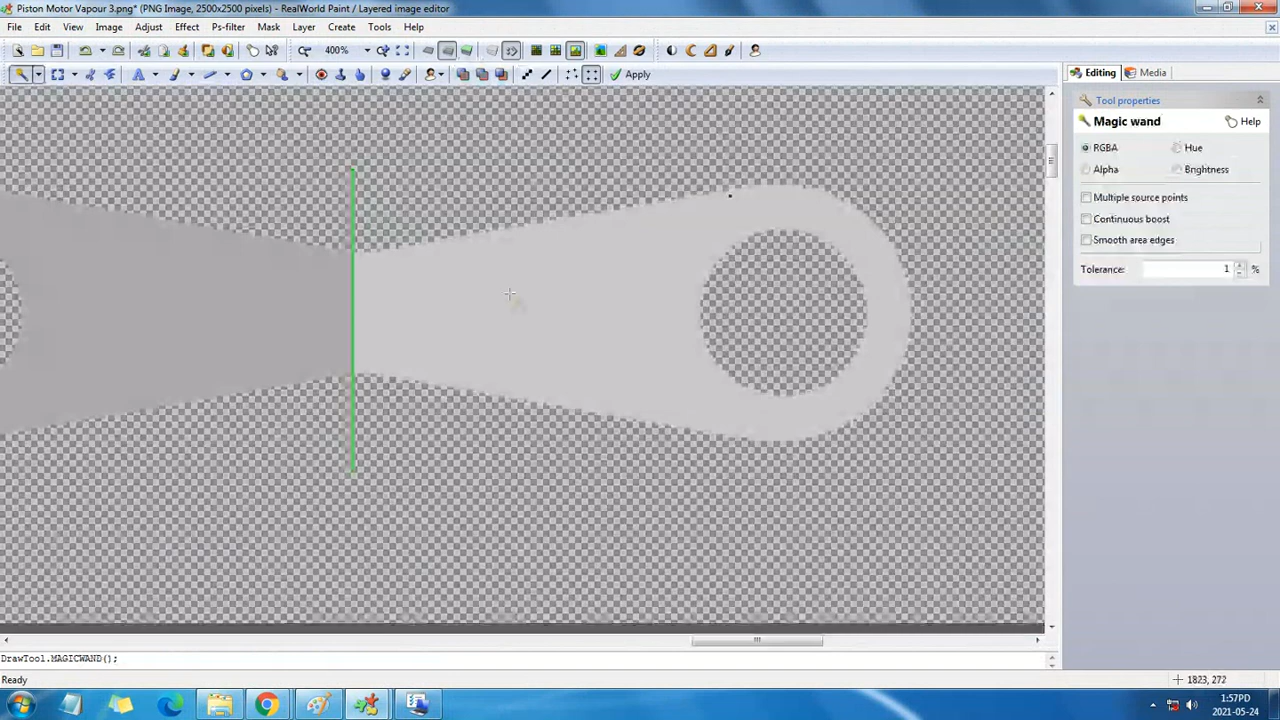 Piston Motor Vapour 3.png* (PNG Image, 2500x2500 pixels) - RealWorld Paint / Layered image editor
File Edit View Image Adjust Effect Ps-filter Mask Layer Create Tools Help
400%
Apply
Editing Media
Tool properties
Magic wand Help
RGBA Hue
Alpha Brightness
Multiple source points
Continuous boost
Smooth area edges
Tolerance: 1 %
DrawTool.MAGICWAND();
Ready 1823, 272
1:57PD
2021-05-24